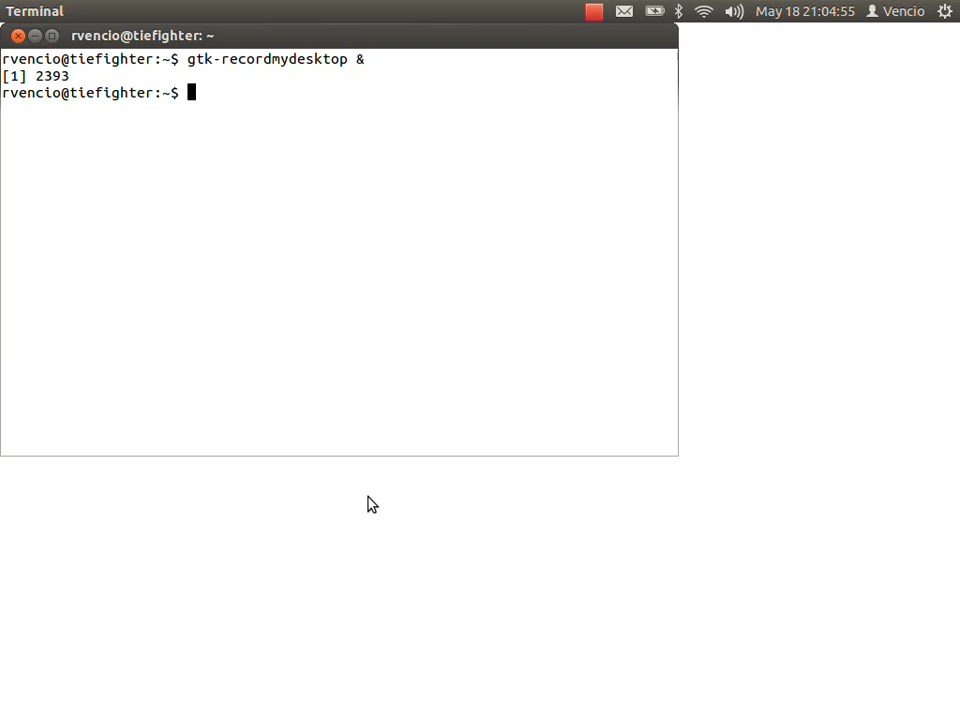 Terminal
May 18 21:04:55
Vencio
rvencio@tiefighter: ~
rvencio@tiefighter:~$ gtk-recordmydesktop &
[1] 2393
rvencio@tiefighter:~$